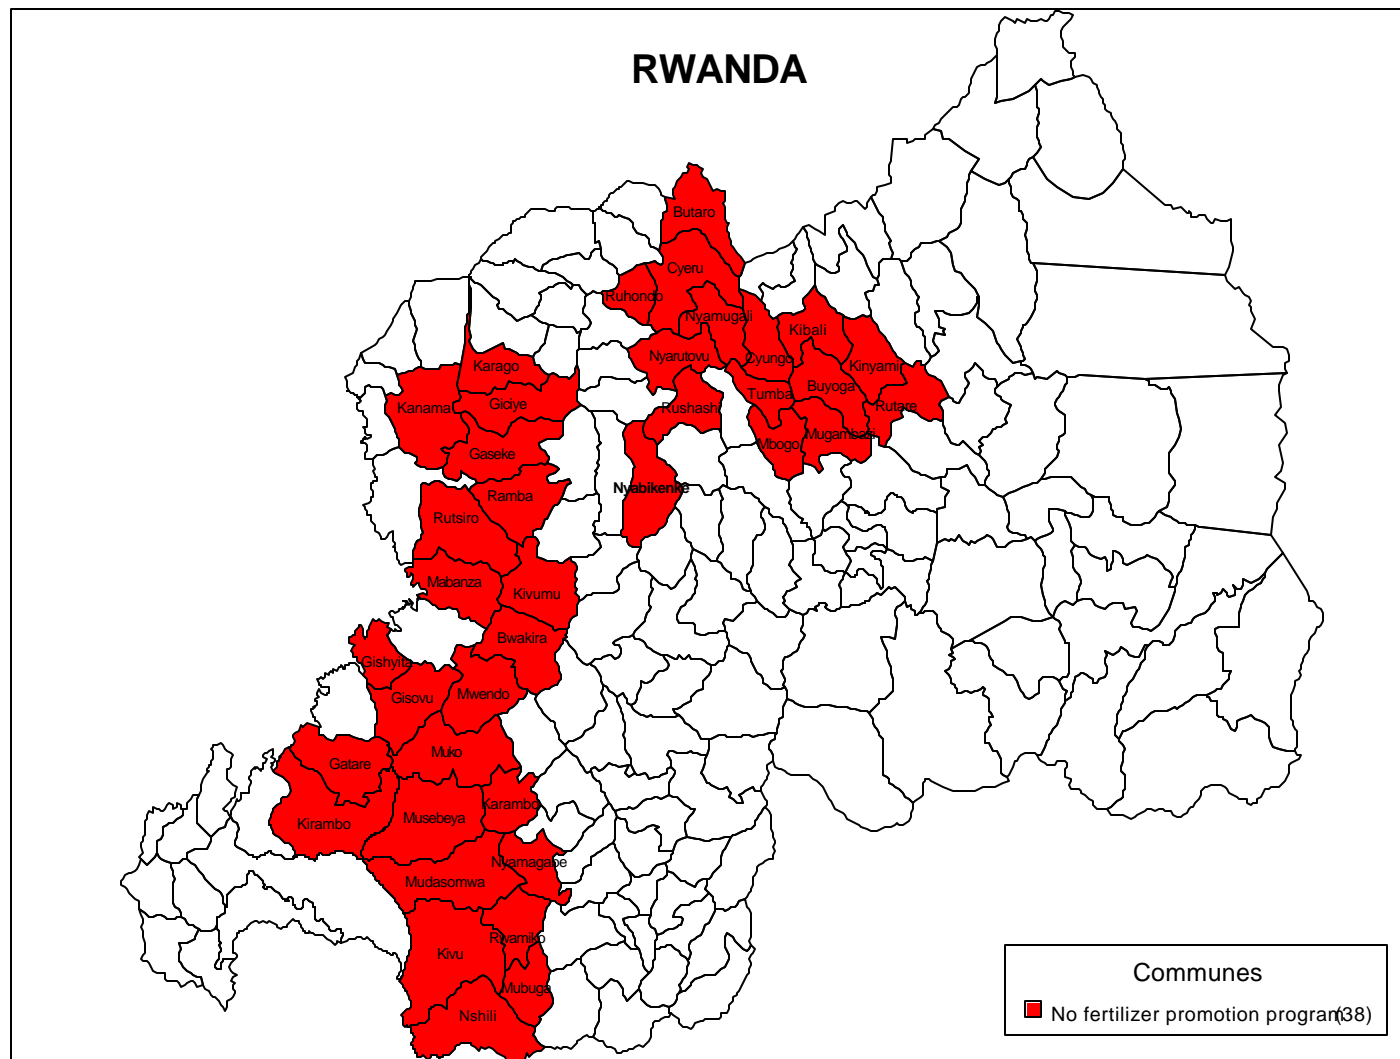 RWANDA
Butaro
Cyeru
Ruhondo
Nyamugali
Kibali
Nyarutovu
Cyungo
Karago
Kinyami
Buyoga
Tumba
Giciye
Kanama
Rushashi
Rutare
Mugambazi
Mbogo
Gaseke
Nyabikenke
Ramba
Rutsiro
Mabanza
Kivumu
Bwakira
Gishyita
Gisovu
Mwendo
Muko
Gatare
Karambo
Musebeya
Kirambo
Nyamagabe
Mudasomwa
Rwamiko
Kivu
Mubuga
Nshili
Communes
No fertilizer promotion program (38)